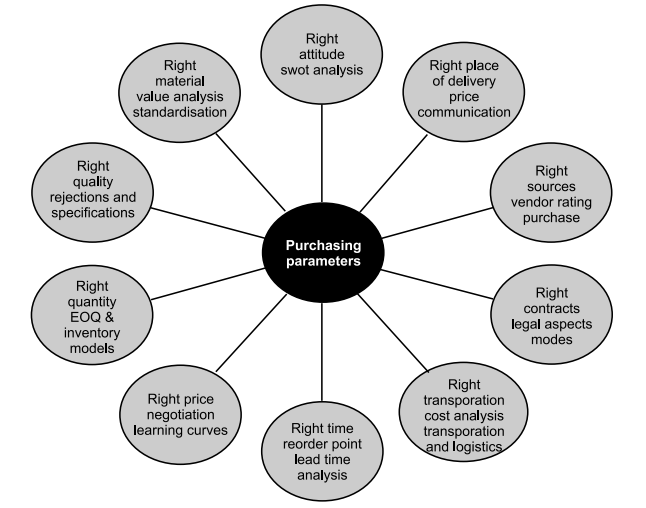 Right
attitude
swot analysis
Right place
of delivery
price
communication
Right
sources
vendor rating
purchase
Right
contracts
legal aspects
modes
Right
transporation
cost analysis
transporation
and logistics
Right time
reorder point
lead time
analysis
Right price
negotiation
learning curves
Right
quantity
EOQ &
inventory
models
Right
quality
rejections and
specifications
Right
material
value analysis
standardisation
Purchasing
parameters